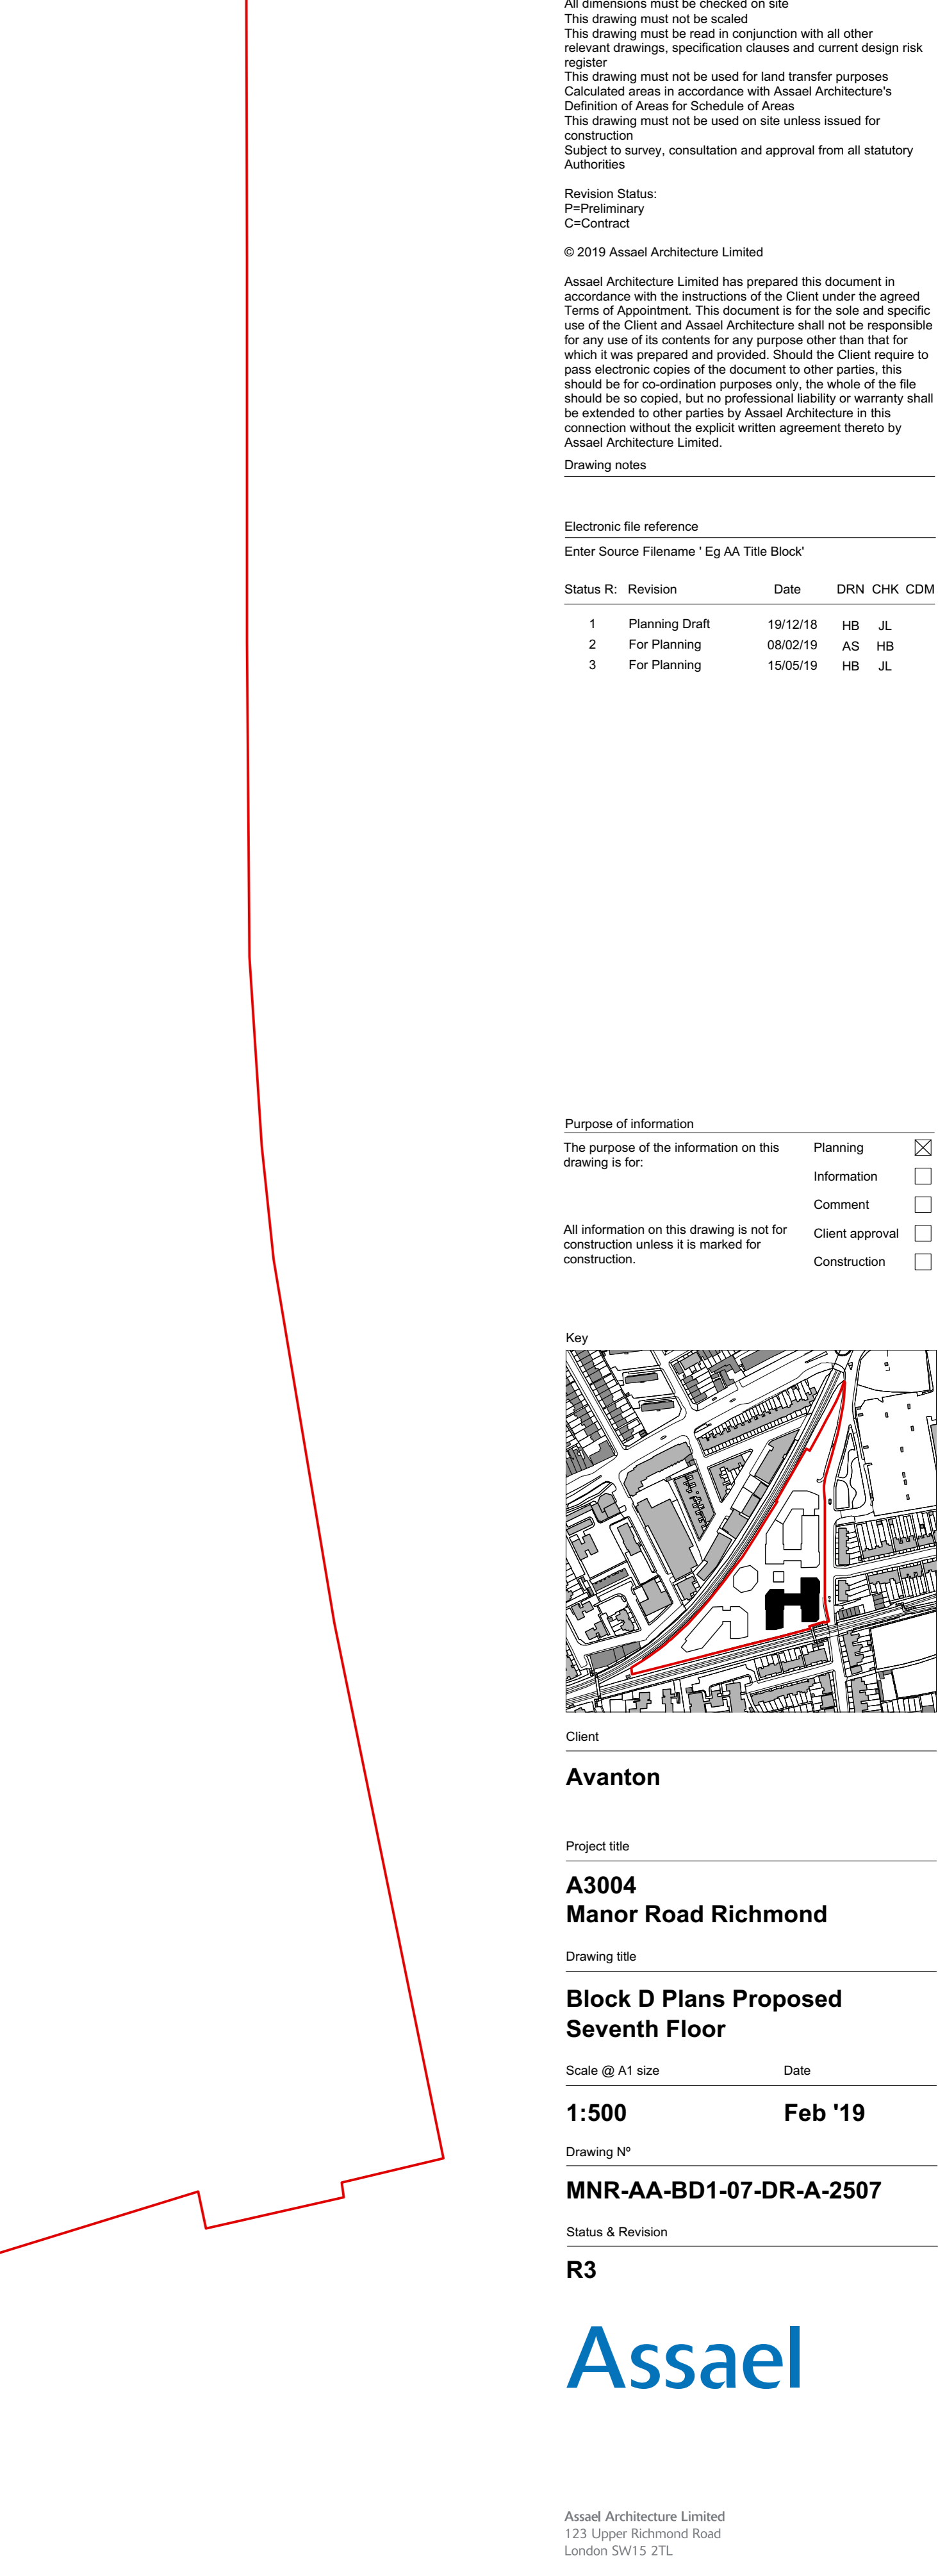 All dimensions must be checked on site
This drawing must not be scaled
This drawing must be read in conjunction with all other
relevant drawings, specification clauses and current design risk
register
This drawing must not be used for land transfer purposes
Calculated areas in accordance with Assael Architecture's
Definition of Areas for Schedule of Areas
This drawing must not be used on site unless issued for
construction
Subject to survey, consultation and approval from all statutory
Authorities
Revision Status:
P=Preliminary
C=Contract
© 2019 Assael Architecture Limited
Assael Architecture Limited has prepared this document in
accordance with the instructions of the Client under the agreed
Terms of Appointment. This document is for the sole and specific
use of the Client and Assael Architecture shall not be responsible
for any use of its contents for any purpose other than that for
which it was prepared and provided. Should the Client require to
pass electronic copies of the document to other parties, this
should be for co-ordination purposes only, the whole of the file
should be so copied, but no professional liability or warranty shall
be extended to other parties by Assael Architecture in this
connection without the explicit written agreement thereto by
Assael Architecture Limited.
Drawing notes
Electronic file reference
Enter Source Filename ' Eg AA Title Block'
Status R: Revision Date DRN CHK CDM
1 Planning Draft 19/12/18 HB JL
2 For Planning 08/02/19 AS HB
3 For Planning 15/05/19 HB JL
Purpose of information
The purpose of the information on this
drawing is for:
Planning
Information
Comment
All information on this drawing is not for
construction unless it is marked for
construction.
Client approval
Construction
Key
Client
Avanton
Project title
A3004
Manor Road Richmond
Drawing title
Block D Plans Proposed
Seventh Floor
Scale @ A1 size Date
1:500 Feb '19
Drawing Nº
MNR-AA-BD1-07-DR-A-2507
Status & Revision
R3
Assael
Assael Architecture Limited
123 Upper Richmond Road
London SW15 2TL